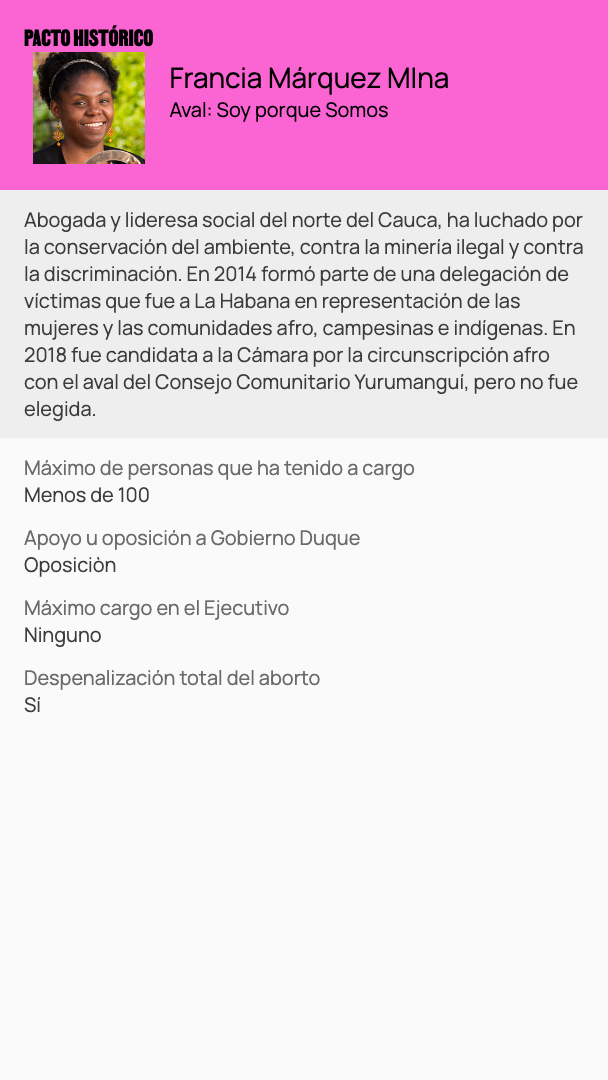 PACTO HISTÓRICO
Francia Márquez MIna
Aval: Soy porque Somos
Abogada y lideresa social del norte del Cauca, ha luchado por
la conservación del ambiente, contra la minería ilegal y contra
la discriminación. En 2014 formó parte de una delegación de
víctimas que fue a La Habana en representación de las
mujeres y las comunidades afro, campesinas e indígenas. En
2018 fue candidata a la Cámara por la circunscripción afro
con el aval del Consejo Comunitario Yurumanguí, pero no fue
elegida.
Máximo de personas que ha tenido a cargo
Menos de 100
Apoyo u oposición a Gobierno Duque
Oposiciòn
Máximo cargo en el Ejecutivo
Ninguno
Despenalización total del aborto
Sí